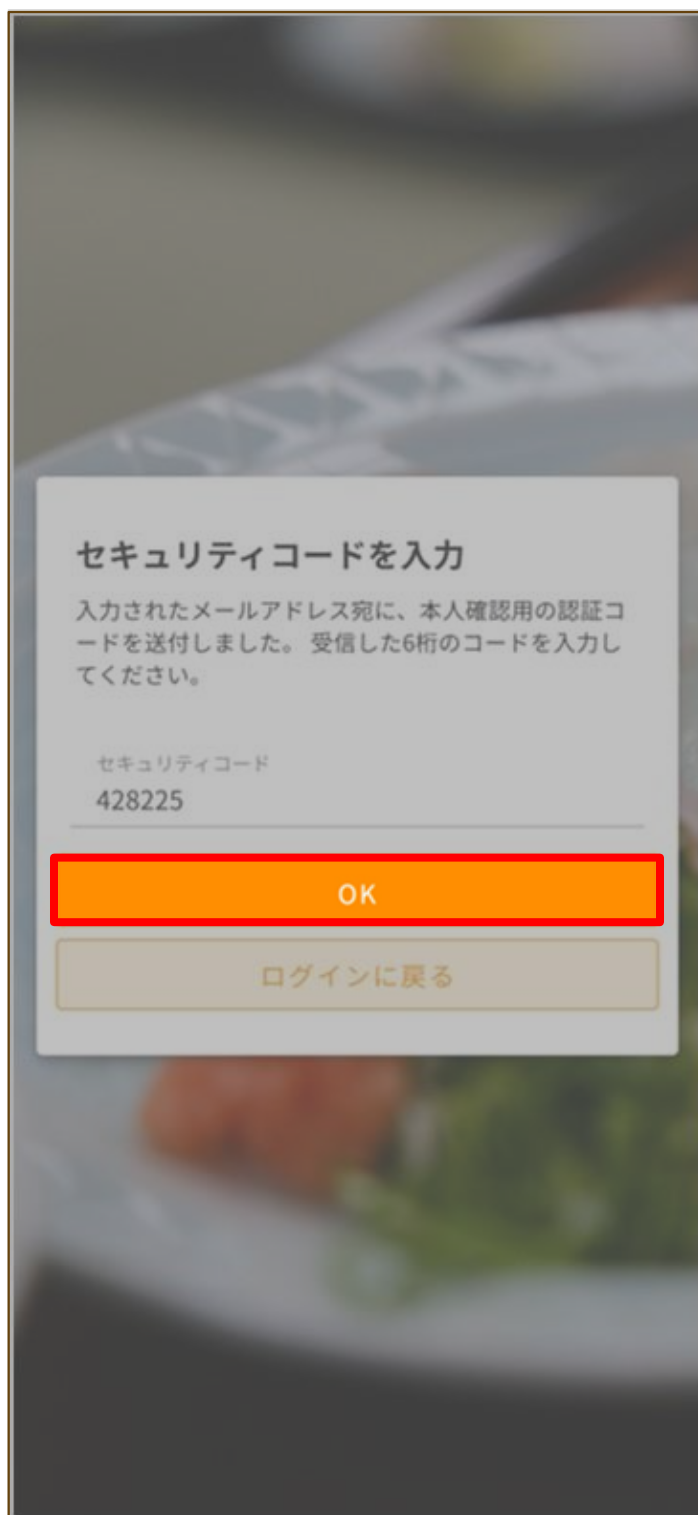 セキュリティコードを入力
入力されたメールアドレス宛に、本人確認用の認証コ
ードを送付しました。 受信した6桁のコードを入力し
てください。
セキュリティコード
428225
OK
ログインに戻る